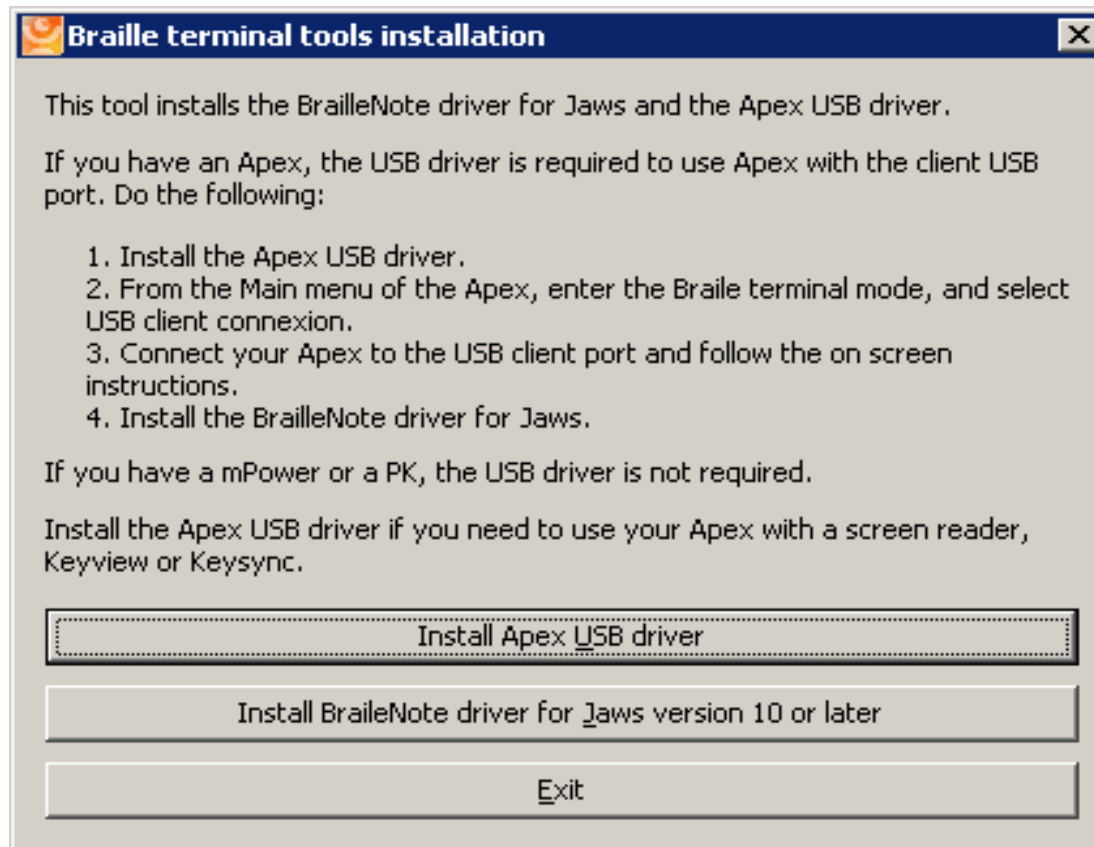 Braille terminal tools installation
This tool installs the BrailleNote driver for Jaws and the Apex USB driver.
If you have an Apex, the USB driver is required to use Apex with the client USB
port. Do the following:
1. Install the Apex USB driver.
2. From the Main menu of the Apex, enter the Braile terminal mode, and select
USB client connexion.
3. Connect your Apex to the USB client port and follow the on screen
instructions.
4. Install the BrailleNote driver for Jaws.
If you have a mPower or a PK, the USB driver is not required.
Install the Apex USB driver if you need to use your Apex with a screen reader,
Keyview or Keysync.
Install Apex USB driver
Install BraileNote driver for Jaws version 10 or later
Exit